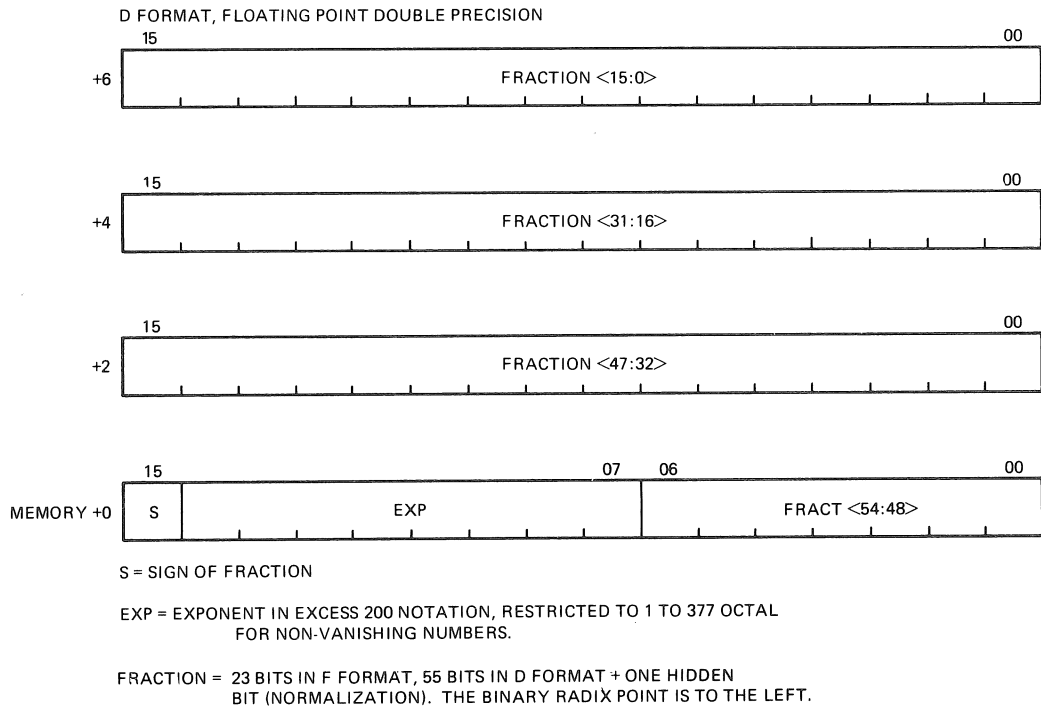 D FORMAT, FLOATING POINT DOUBLE PRECISION
15 00
+6 FRACTION <15:0>
15 00
+4 FRACTION <31:16>
15 00
+2 FRACTION <47:32>
15 07 06 00
MEMORY +0 S EXP FRACT <54:48>
S = SIGN OF FRACTION
EXP = EXPONENT IN EXCESS 200 NOTATION, RESTRICTED TO 1 TO 377 OCTAL
FOR NON-VANISHING NUMBERS.
FRACTION = 23 BITS IN F FORMAT, 55 BITS IN D FORMAT + ONE HIDDEN
BIT (NORMALIZATION). THE BINARY RADIX POINT IS TO THE LEFT.